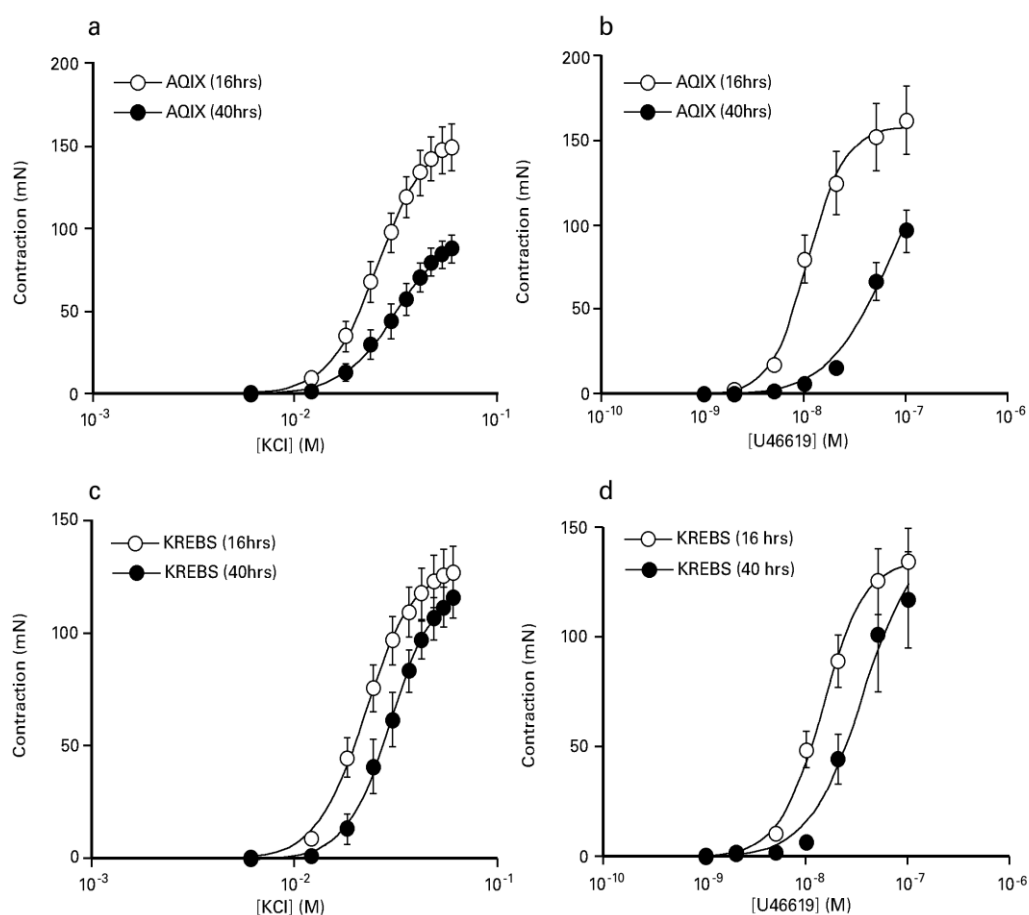 a
200
150
100
50
0
Contraction (mN)
AQIX (16hrs)
AQIX (40hrs)
10-3
10-2
10-1
[KCl] (M)
b
200
150
100
50
0
Contraction (mN)
AQIX (16hrs)
AQIX (40hrs)
10-10
10-9
10-8
10-7
10-6
[U46619] (M)
c
150
100
50
0
Contraction (mN)
KREBS (16hrs)
KREBS (40hrs)
10-3
10-2
10-1
[KCl] (M)
d
150
100
50
0
Contraction (mN)
KREBS (16 hrs)
KREBS (40 hrs)
10-10
10-9
10-8
10-7
10-6
[U46619] (M)